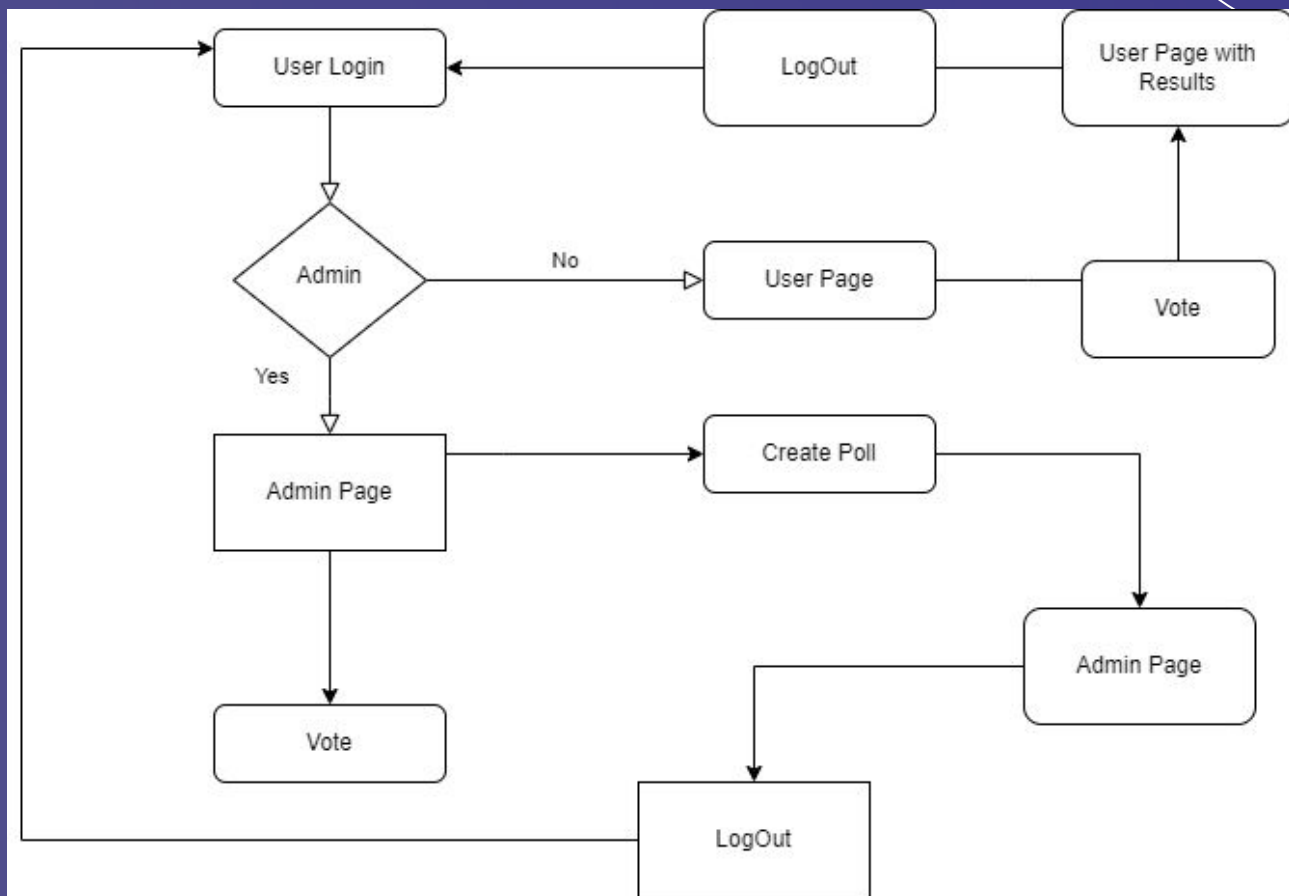 User Login
LogOut
User Page with
Results
Admin
No
User Page
Vote
Yes
Admin Page
Create Poll
Admin Page
Vote
LogOut